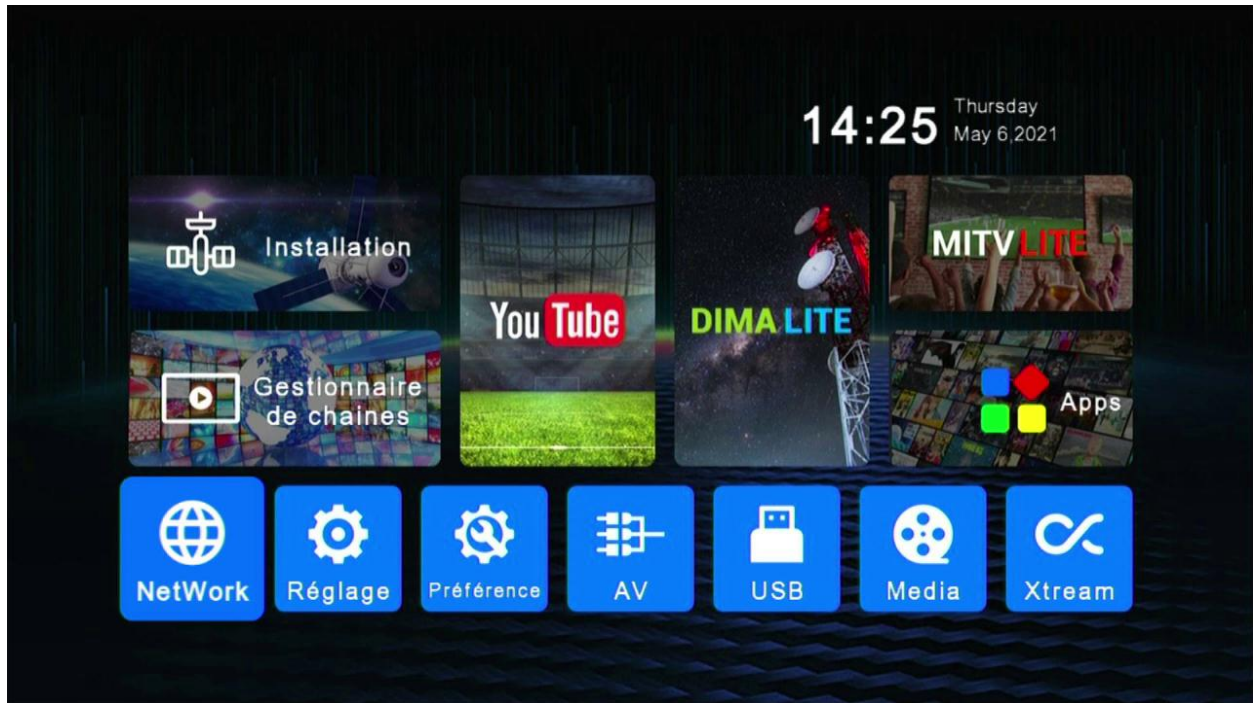 14:25
Thursday
May 6,2021
Installation
YouTube
DIMA LITE
MITV LITE
Gestionnaire
de chaines
Apps
NetWork
Réglage
Préférence
AV
USB
Media
Xtream